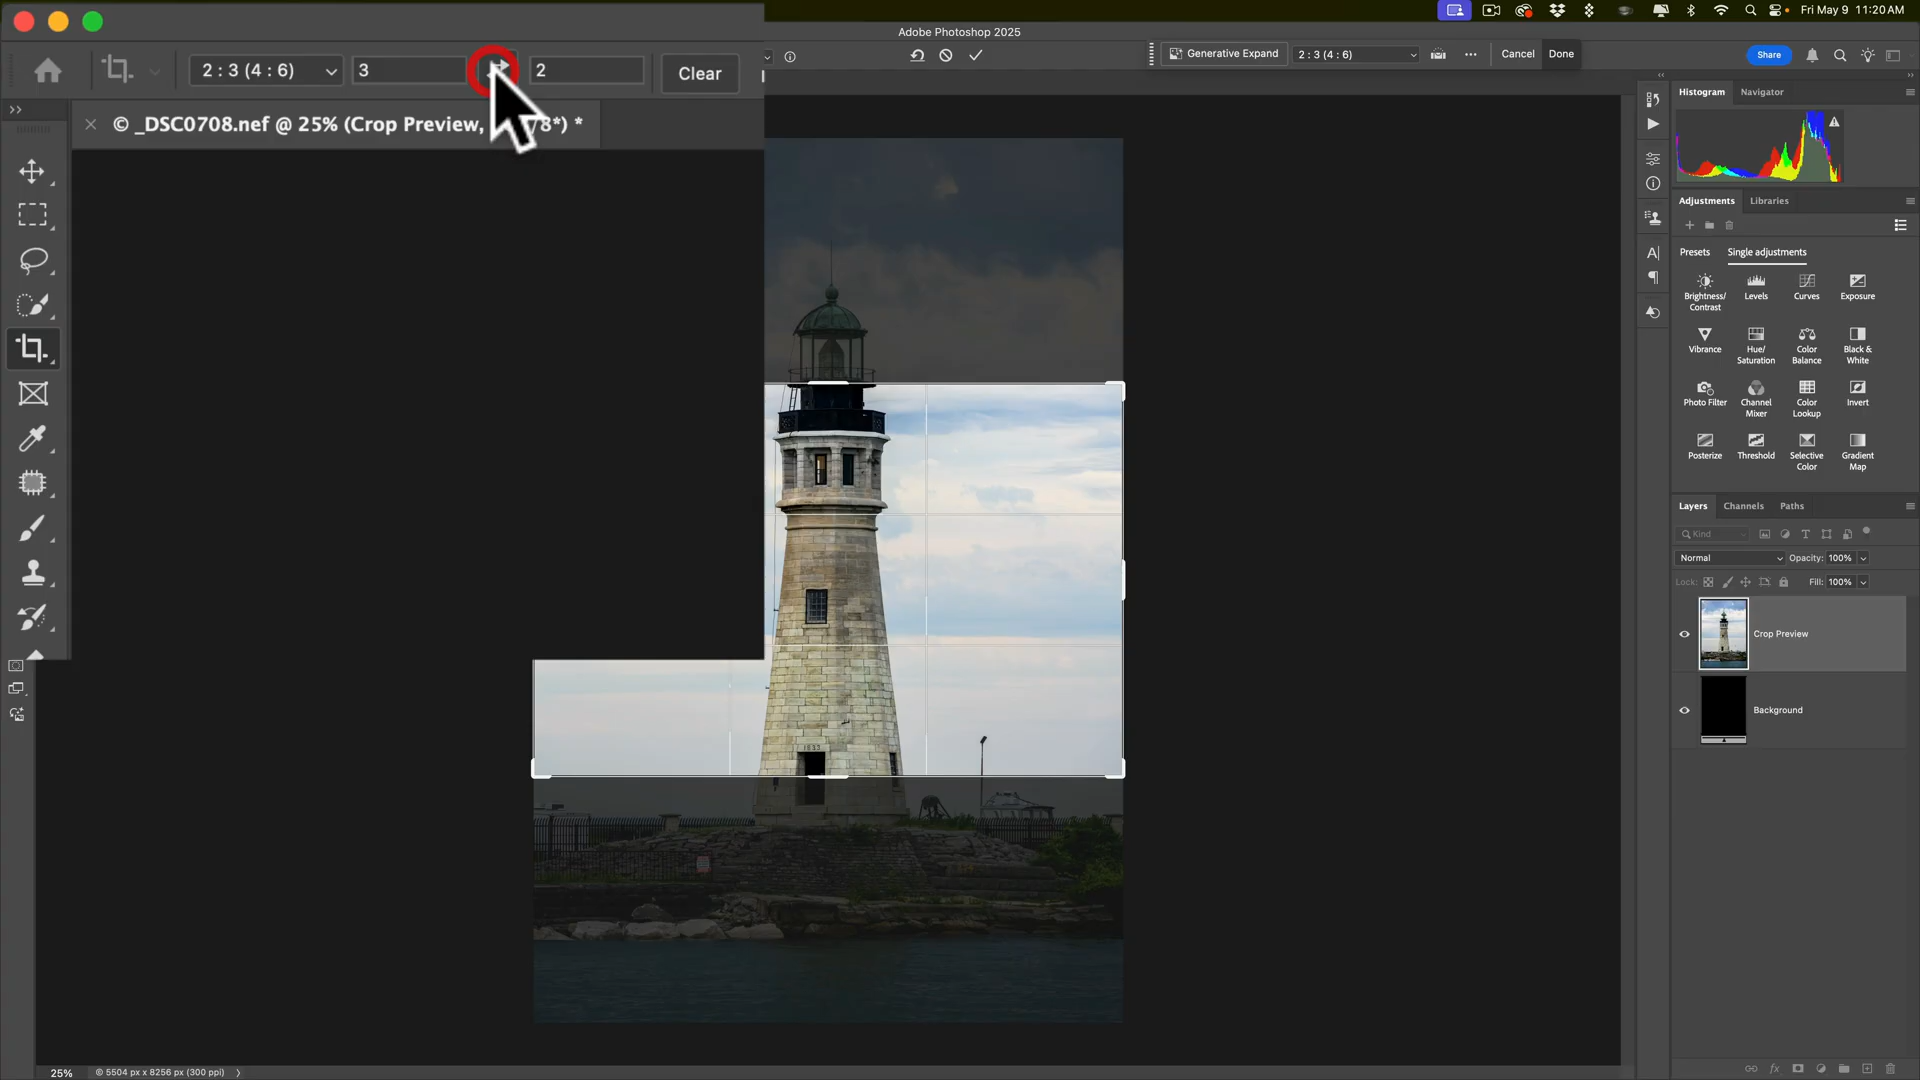 Fri May 9 11:20 AM
Adobe Photoshop 2025
2 : 3 (4 : 6)
3
2
Clear
Generative Expand
2 : 3 (4 : 6)
Cancel
Done
Share
© _DSC0708.nef @ 25% (Crop Preview,
8*) *
Histogram
Navigator
Adjustments
Libraries
Presets
Single adjustments
Brightness/
Contrast
Levels
Curves
Exposure
Vibrance
Hue/
Saturation
Color
Balance
Black &
White
Photo Filter
Channel
Mixer
Color
Lookup
Invert
Posterize
Threshold
Selective
Color
Gradient
Map
Layers
Channels
Paths
Kind
Normal
Opacity: 100%
Lock:
Fill: 100%
Crop Preview
Background
1833
25%
© 5504 px x 8256 px (300 ppi)